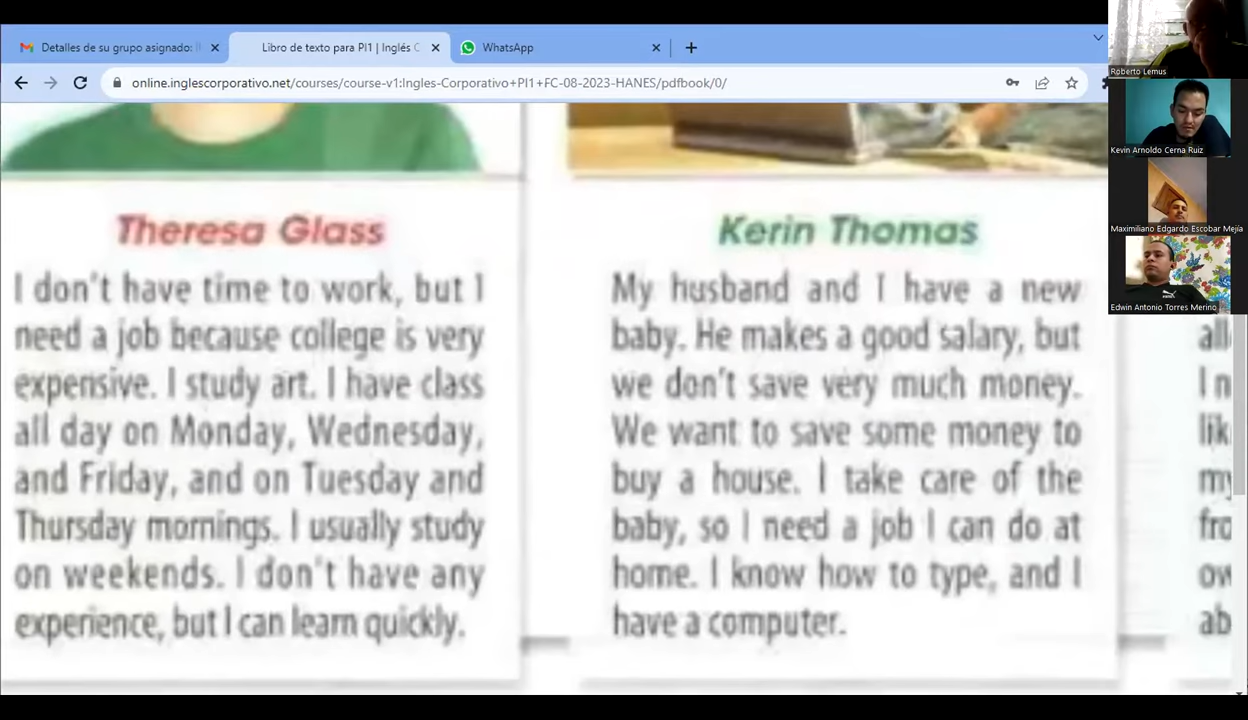 Detalles de su grupo asignado:
Libro de texto para PI1 | Inglés C
WhatsApp
online.inglescorporativo.net/courses/course-v1:Ingles-Corporativo+PI1+FC-08-2023-HANES/pdfbook/0/
Roberto Lemus
Kevin Arnoldo Cerna Ruiz
Maximiliano Edgardo Escobar Mejía
Edwin Antonio Torres Merino
Theresa Glass
I don't have time to work, but I
need a job because college is very
expensive. I study art. I have class
all day on Monday, Wednesday,
and Friday, and on Tuesday and
Thursday mornings. I usually study
on weekends. I don't have any
experience, but I can learn quickly.
Kerin Thomas
My husband and I have a new
baby. He makes a good salary, but
we don't save very much money.
We want to save some money to
buy a house. I take care of the
baby, so I need a job I can do at
home. I know how to type, and I
have a computer.
all
I n
lik
my
fro
ow
ab